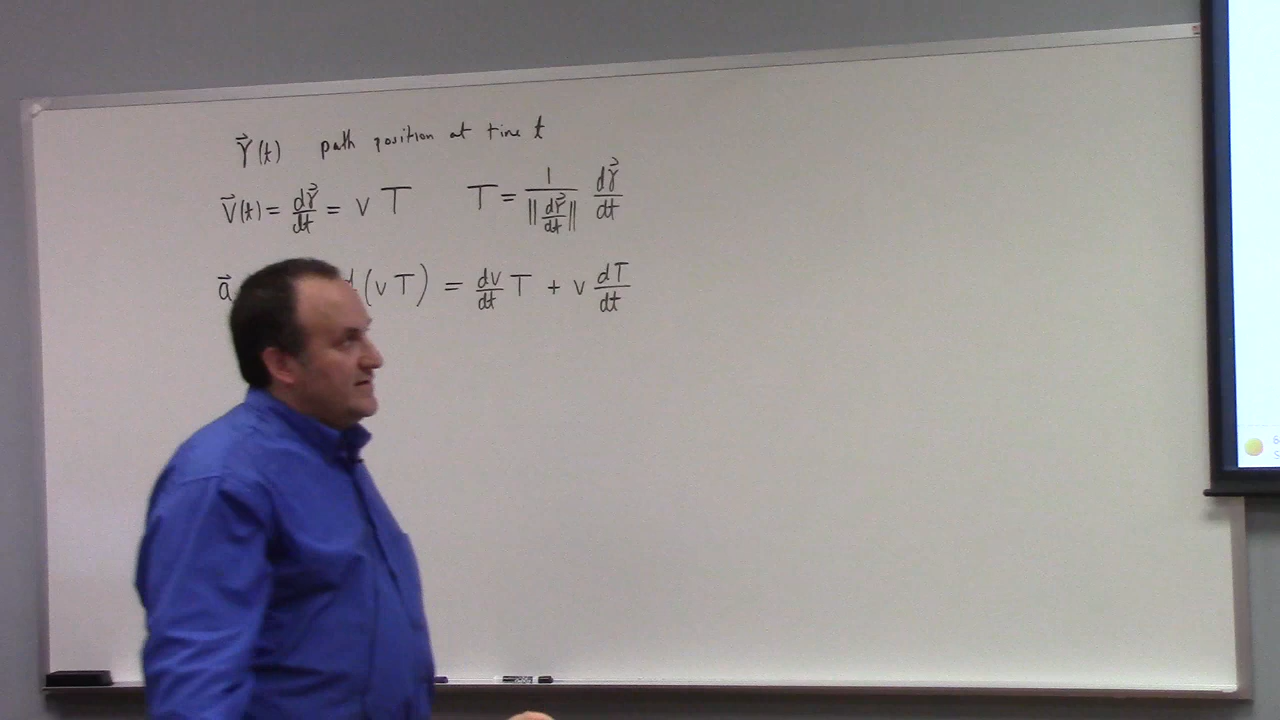 γ⃗(t) path position at time t
v⃗(t) = dγ⃗/dt = v T    T = 1/||dγ⃗/dt|| dγ⃗/dt
a⃗ (v T) = dv/dt T + v dT/dt